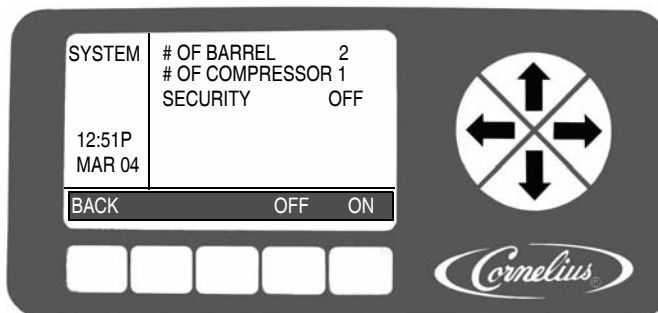 SYSTEM
# OF BARREL 2
# OF COMPRESSOR 1
SECURITY OFF
12:51P
MAR 04
BACK OFF ON
Cornelius®